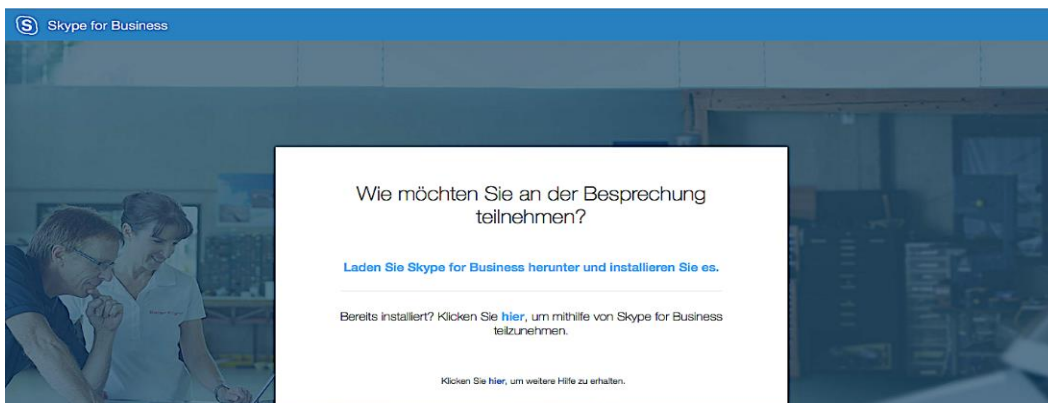 Skype for Business
Wie möchten Sie an der Besprechung
teilnehmen?
Laden Sie Skype for Business herunter und installieren Sie es.
Bereits installiert? Klicken Sie hier, um mithilfe von Skype for Business
teilzunehmen.
Klicken Sie hier, um weitere Hilfe zu erhalten.